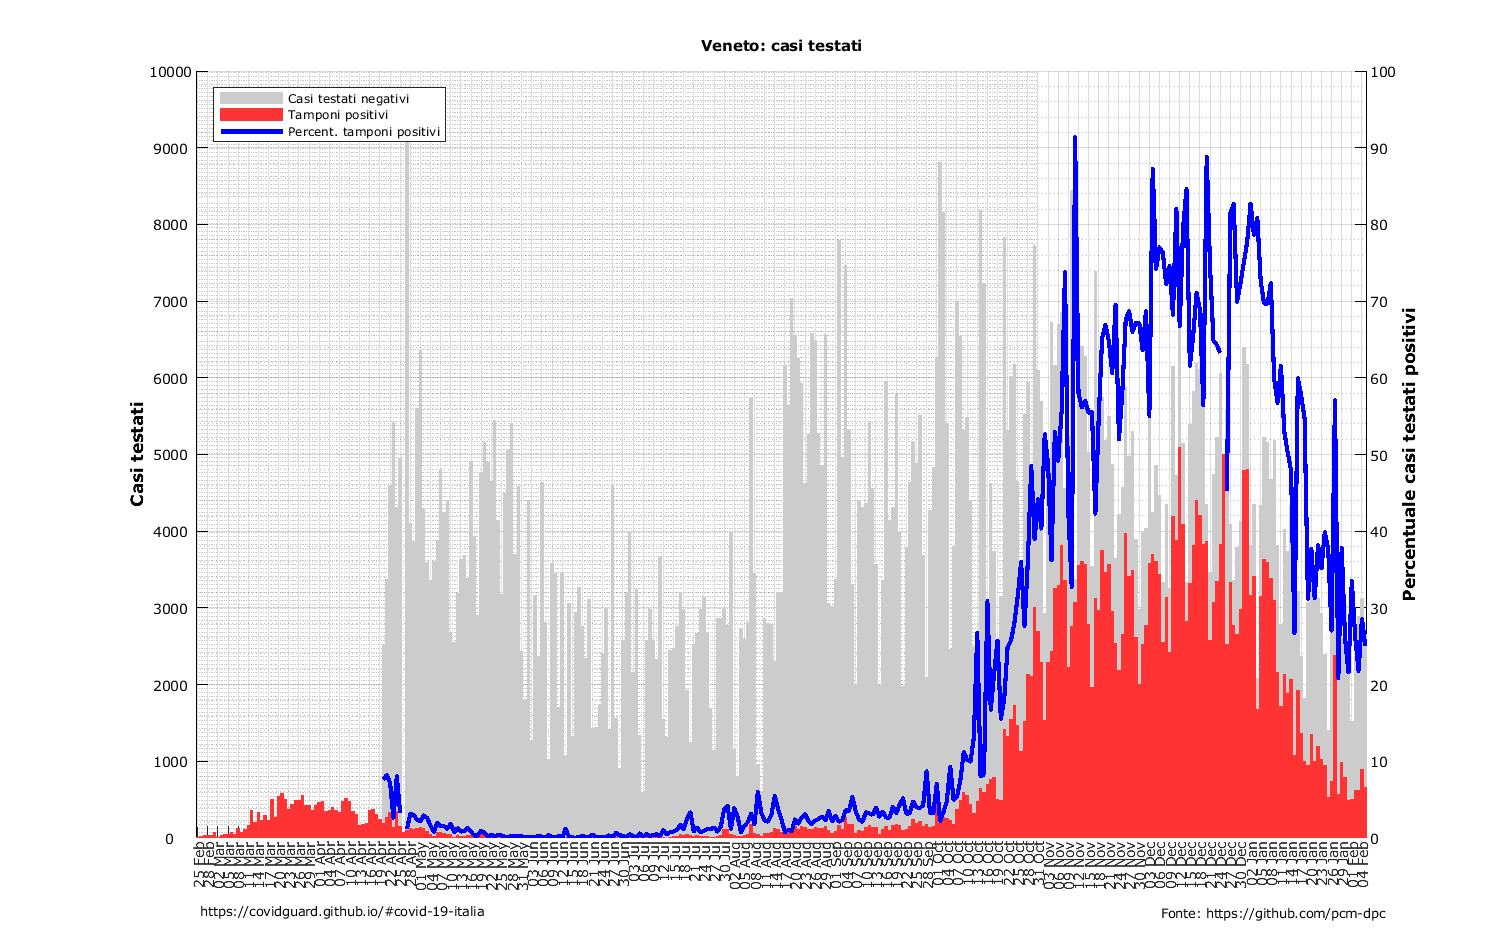 Veneto: casi testati
Casi testati negativi
Tamponi positivi
Percent. tamponi positivi
10000
9000
8000
7000
6000
5000
4000
3000
2000
1000
0
Casi testati
100
90
80
70
60
50
40
30
20
10
0
Percentuale casi testati positivi
25 Feb
28 Feb
02 Mar
05 Mar
08 Mar
11 Mar
14 Mar
17 Mar
20 Mar
23 Mar
26 Mar
29 Mar
01 Apr
04 Apr
07 Apr
10 Apr
13 Apr
16 Apr
19 Apr
22 Apr
25 Apr
28 Apr
01 May
04 May
07 May
10 May
13 May
16 May
19 May
22 May
25 May
28 May
31 May
03 Jun
06 Jun
09 Jun
12 Jun
15 Jun
18 Jun
21 Jun
24 Jun
27 Jun
30 Jun
03 Jul
06 Jul
09 Jul
12 Jul
15 Jul
18 Jul
21 Jul
24 Jul
27 Jul
30 Jul
02 Aug
05 Aug
08 Aug
11 Aug
14 Aug
17 Aug
20 Aug
23 Aug
26 Aug
29 Aug
01 Sep
04 Sep
07 Sep
10 Sep
13 Sep
16 Sep
19 Sep
22 Sep
25 Sep
28 Sep
01 Oct
04 Oct
07 Oct
10 Oct
13 Oct
16 Oct
19 Oct
22 Oct
25 Oct
28 Oct
31 Oct
03 Nov
06 Nov
09 Nov
12 Nov
15 Nov
18 Nov
21 Nov
24 Nov
27 Nov
30 Nov
03 Dec
06 Dec
09 Dec
12 Dec
15 Dec
18 Dec
21 Dec
24 Dec
27 Dec
30 Dec
02 Jan
05 Jan
08 Jan
11 Jan
14 Jan
17 Jan
20 Jan
23 Jan
26 Jan
29 Jan
01 Feb
04 Feb
https://covidguard.github.io/#covid-19-italia
Fonte: https://github.com/pcm-dpc